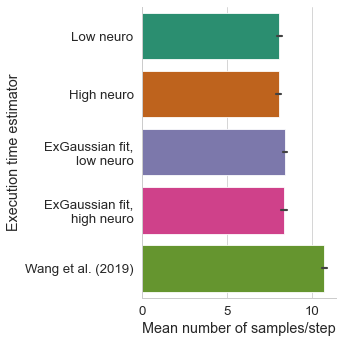 Execution time estimator
Low neuro
High neuro
ExGaussian fit,
low neuro
ExGaussian fit,
high neuro
Wang et al. (2019)
0 5 10
Mean number of samples/step